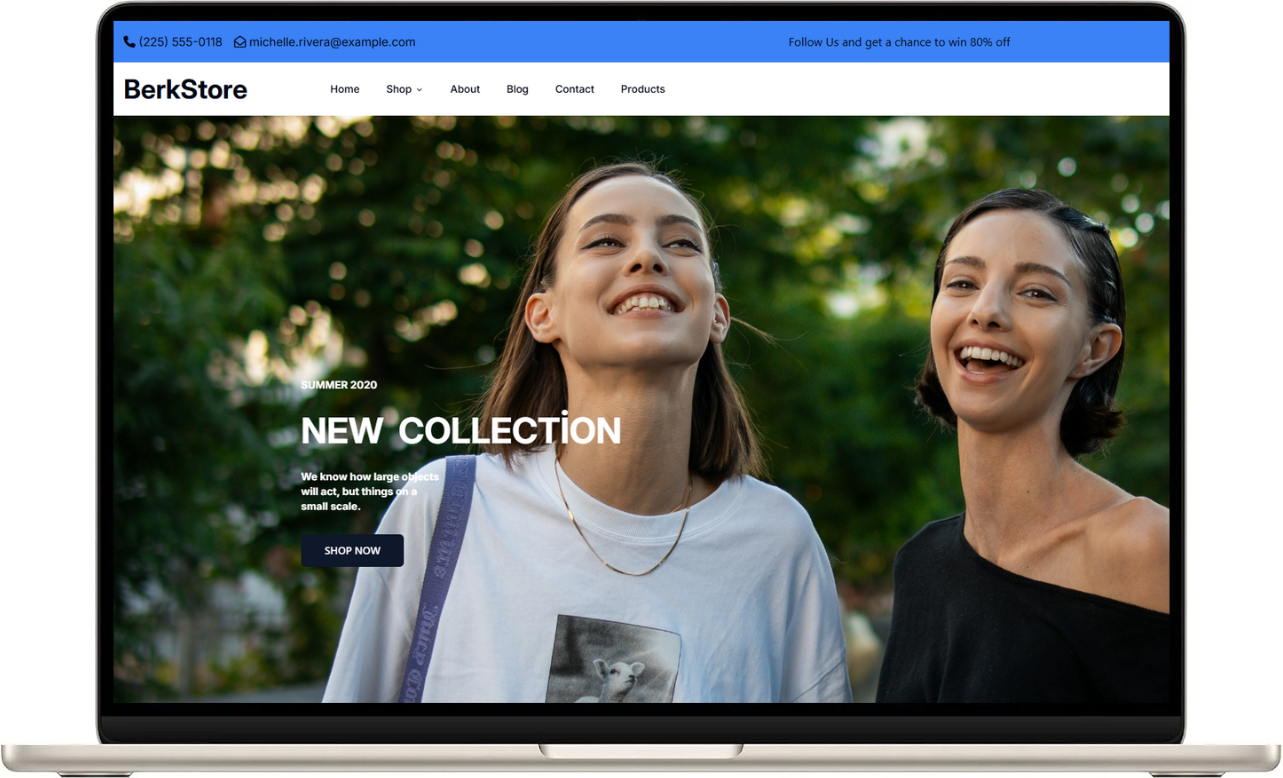 (225) 555-0118 michelle.rivera@example.com Follow Us and get a chance to win 80% off
BerkStore Home Shop About Blog Contact Products
SUMMER 2020
NEW COLLECTİON
We know how large objects
will act, but things on a
small scale.
SHOP NOW